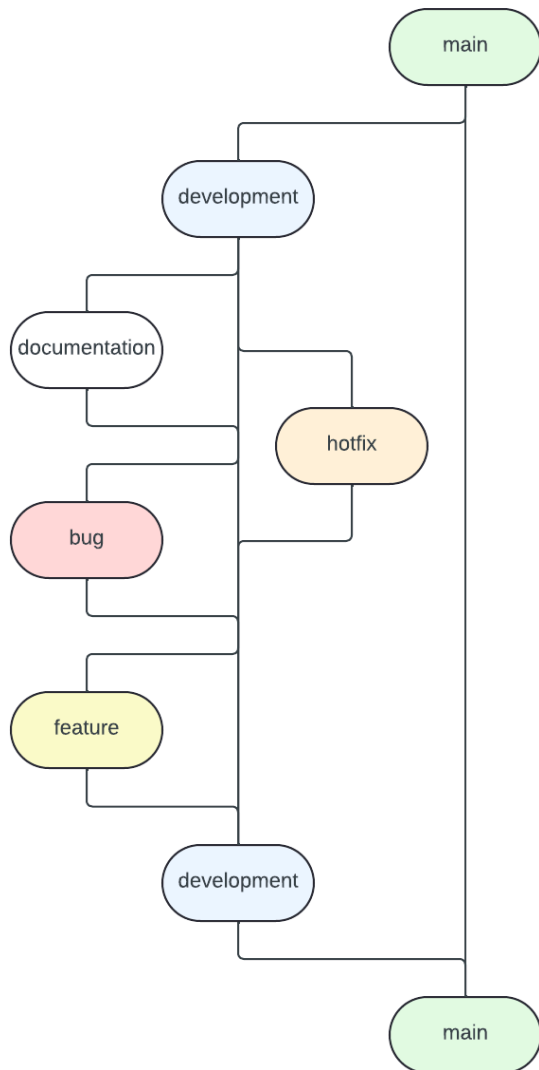 main
development
documentation
hotfix
bug
feature
development
main